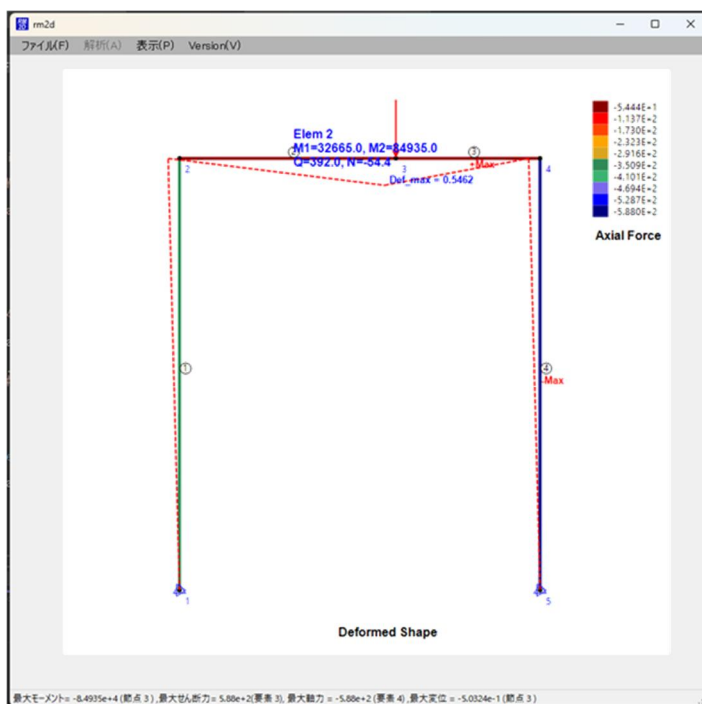 rm2d
ファイル(F) 解析(A) 表示(P) Version(V)
Elem 2
M1=32665.0, M2=84935.0
Q=392.0, N=-54.4
Def_max = 0.5462
+Max
-Max
1
2
3
4
5
1
2
3
4
-5.444E+1
-1.137E+2
-1.730E+2
-2.323E+2
-2.916E+2
-3.509E+2
-4.101E+2
-4.694E+2
-5.287E+2
-5.880E+2
Axial Force
Deformed Shape
最大モーメント= -8.4935e+4 (節点 3 ) ,最大せん断力= 5.88e+2(要素 3), 最大軸力 = -5.88e+2 (要素 4) ,最大変位 = -5.0324e-1 (節点 3 )